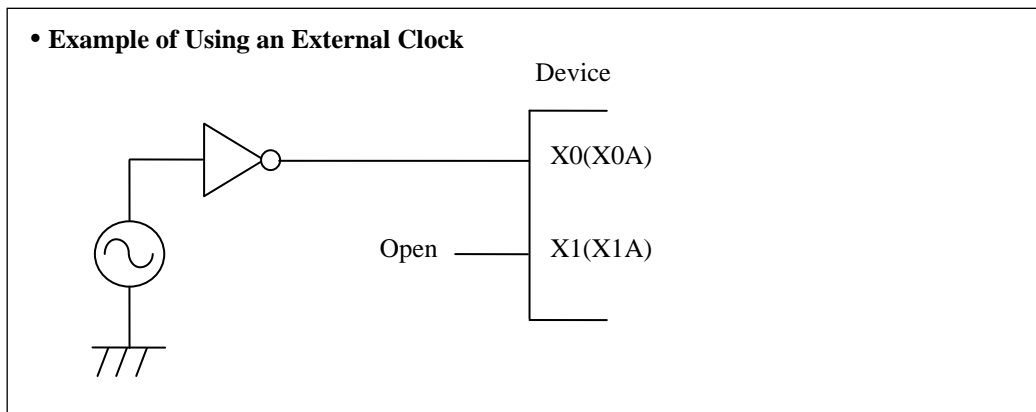 • Example of Using an External Clock
Device
X0(X0A)
Open
X1(X1A)